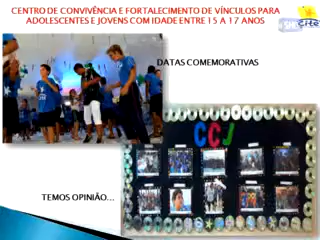 CENTRO DE CONVIVÊNCIA E FORTALECIMENTO DE VÍNCULOS PARA
ADOLESCENTES E JOVENS COM IDADE ENTRE 15 A 17 ANOS
DATAS COMEMORATIVAS
CCJ
TEMOS OPINIÃO...